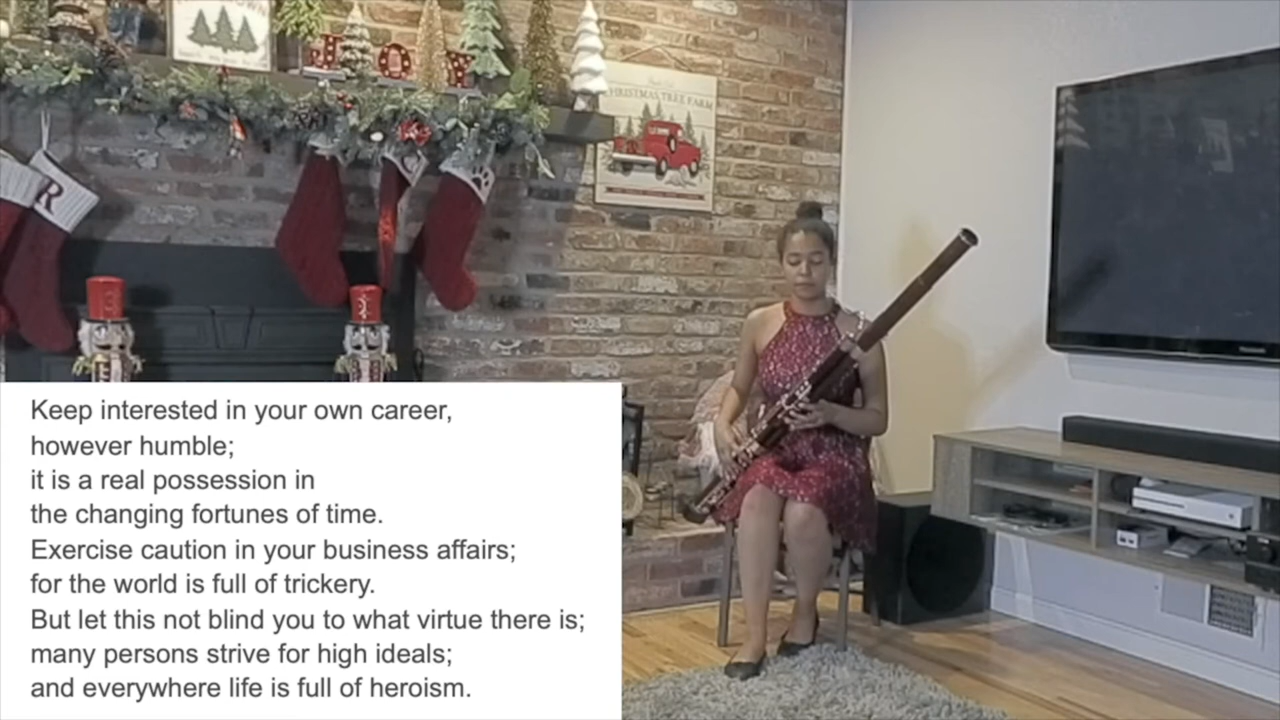 JOY
CHRISTMAS TREE FARM
R
Keep interested in your own career,
however humble;
it is a real possession in
the changing fortunes of time.
Exercise caution in your business affairs;
for the world is full of trickery.
But let this not blind you to what virtue there is;
many persons strive for high ideals;
and everywhere life is full of heroism.